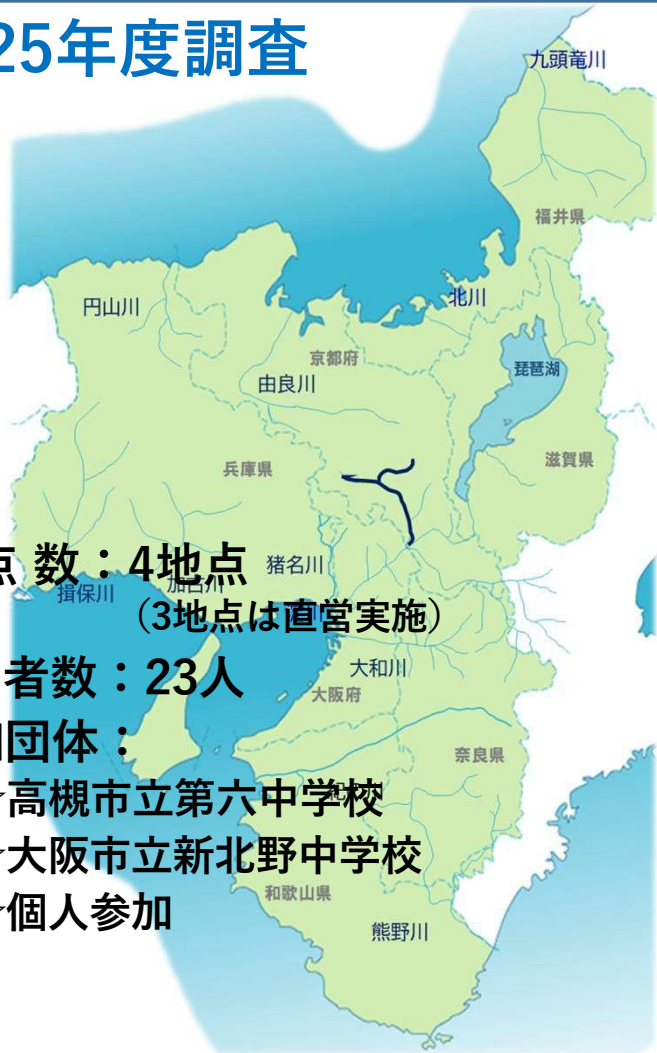 25年度調査
九頭竜川
福井県
円山川
北川
京都府
琵琶湖
由良川
兵庫県
滋賀県
点 数：4地点
猪名川
揖保川
加古川
（3地点は直営実施）
者数：23人
大和川
大阪府
団体：
奈良県
高槻市立第六中学校
大阪市立新北野中学校
和歌山県
個人参加
熊野川